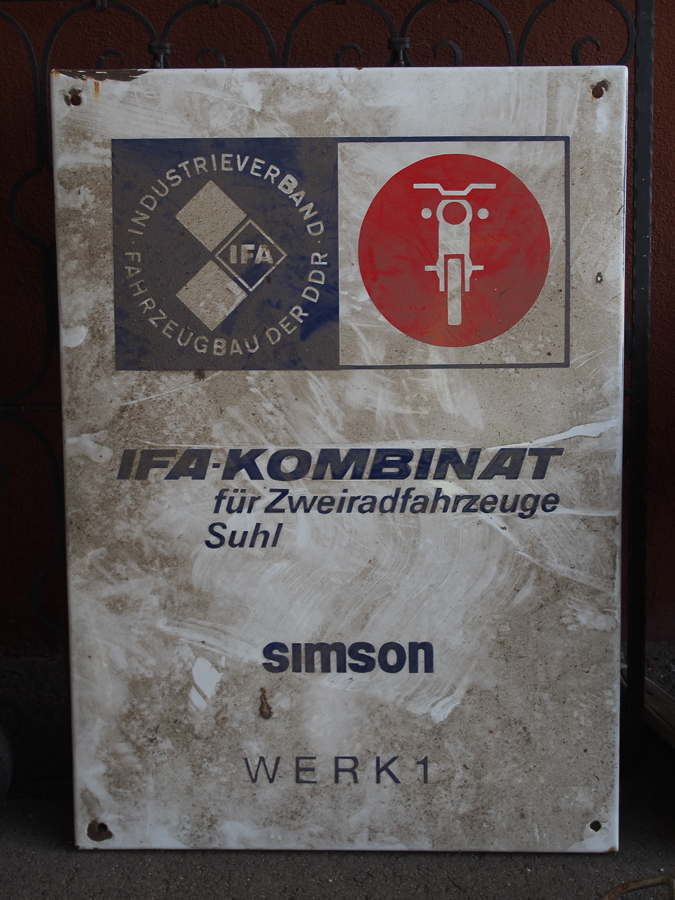 INDUSTRIEVERBAND
FAHRZEUGBAU DER DDR
IFA
IFA-KOMBINAT
für Zweiradfahrzeuge
Suhl
simson
WERK1